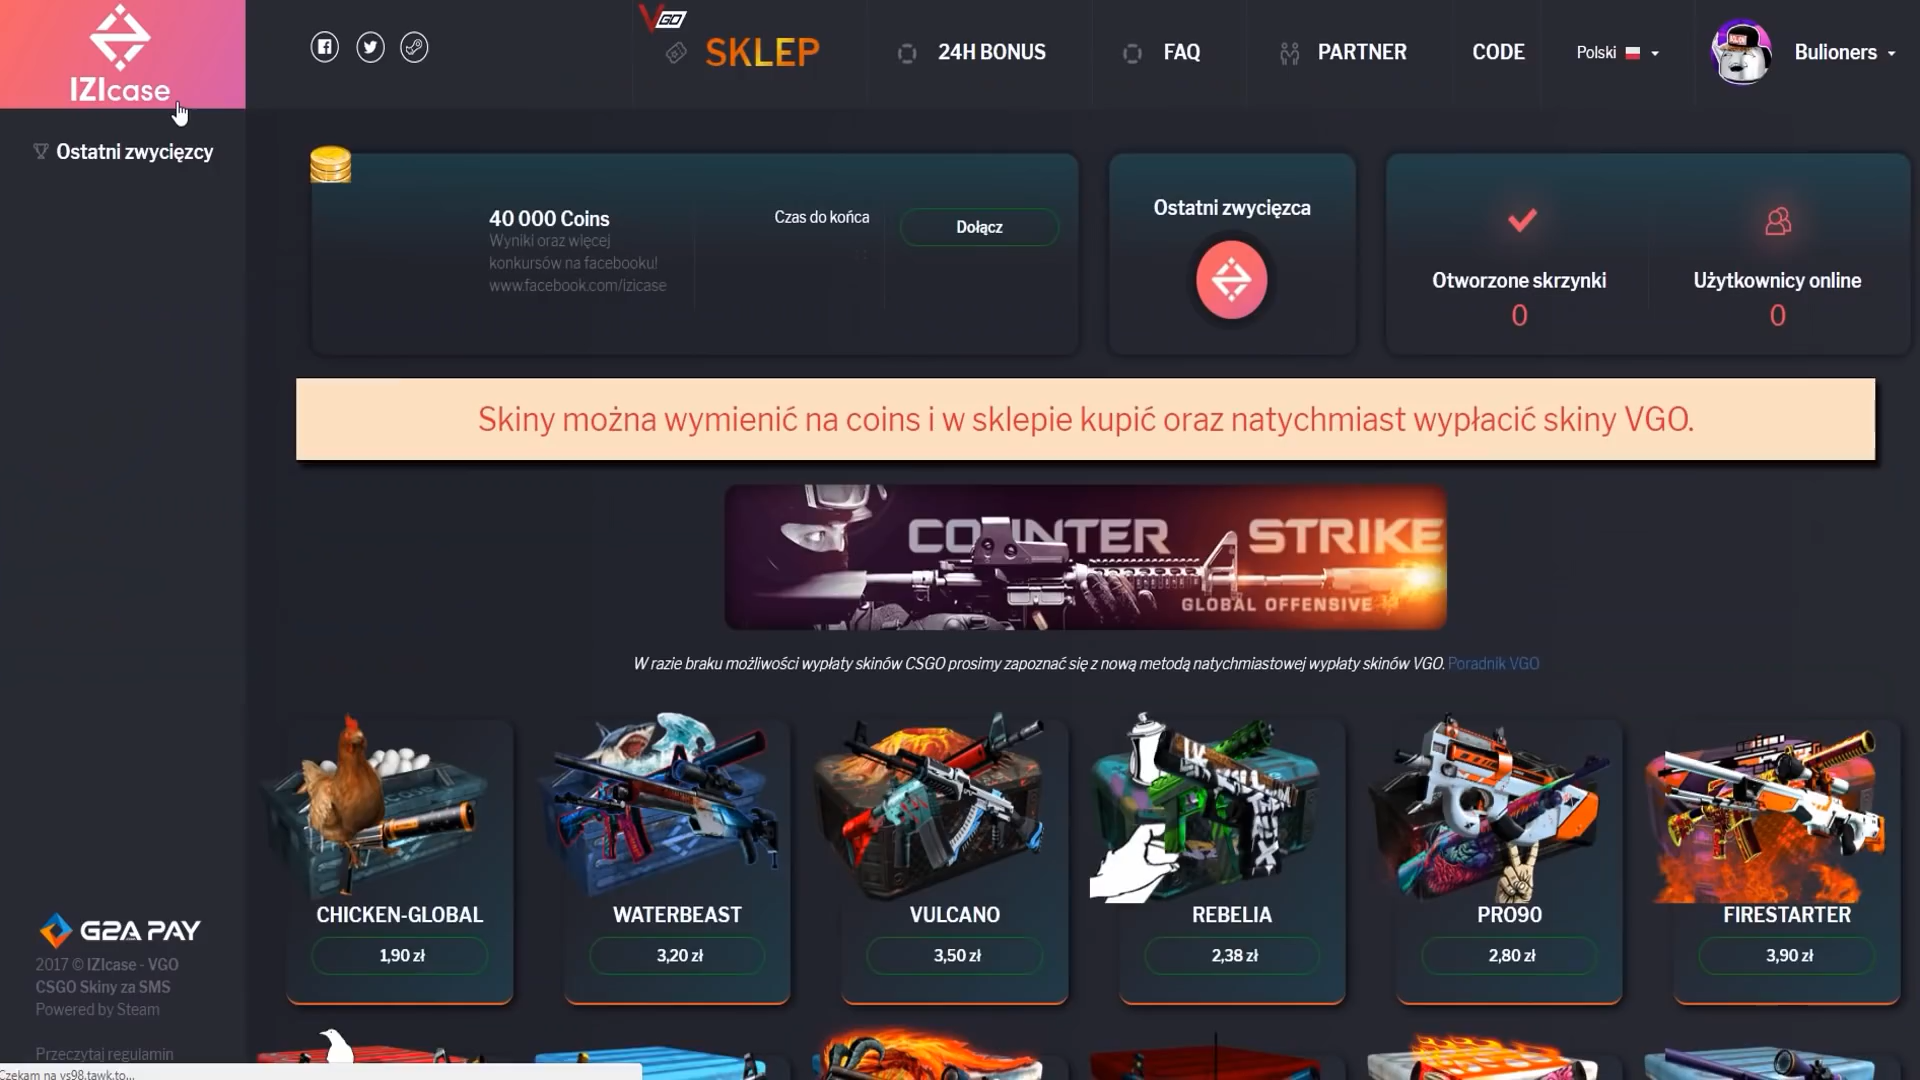 IZIcase
VGO
SKLEP
24H BONUS
FAQ
PARTNER
CODE
Polski
Bulioners
Ostatni zwycięzcy
40 000 Coins
Wyniki oraz więcej
konkursów na facebooku!
www.facebook.com/izicase
Czas do końca
Dołącz
Ostatni zwycięzca
Otworzone skrzynki
0
Użytkownicy online
0
Skiny można wymienić na coins i w sklepie kupić oraz natychmiast wypłacić skiny VGO.
COUNTER STRIKE
GLOBAL OFFENSIVE
W razie braku możliwości wypłaty skinów CSGO prosimy zapoznać się z nową metodą natychmiastowej wypłaty skinów VGO. Poradnik VGO
CHICKEN-GLOBAL
1,90 zł
WATERBEAST
3,20 zł
VULCANO
3,50 zł
REBELIA
2,38 zł
PRO90
2,80 zł
FIRESTARTER
3,90 zł
G2A PAY
2017 © IZIcase - VGO
CSGO Skiny za SMS
Powered by Steam
Przeczytaj regulamin
Czekam na vs98.tawk.to...